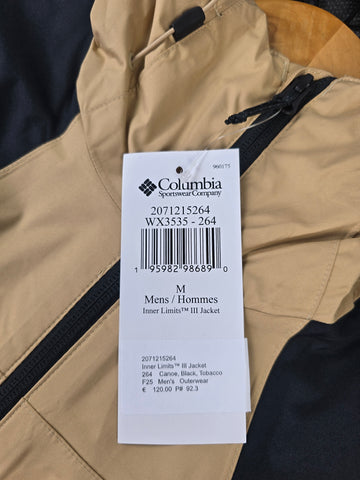 960175
Columbia
Sportswear Company
2071215264
WX3535 - 264
1 95982 98689 0
M
Mens / Hommes
Inner Limits™ III Jacket
2071215264
Inner Limits™ III Jacket
264 Canoe, Black, Tobacco
F25 Men's Outerwear
€ 120.00 P# 92.3